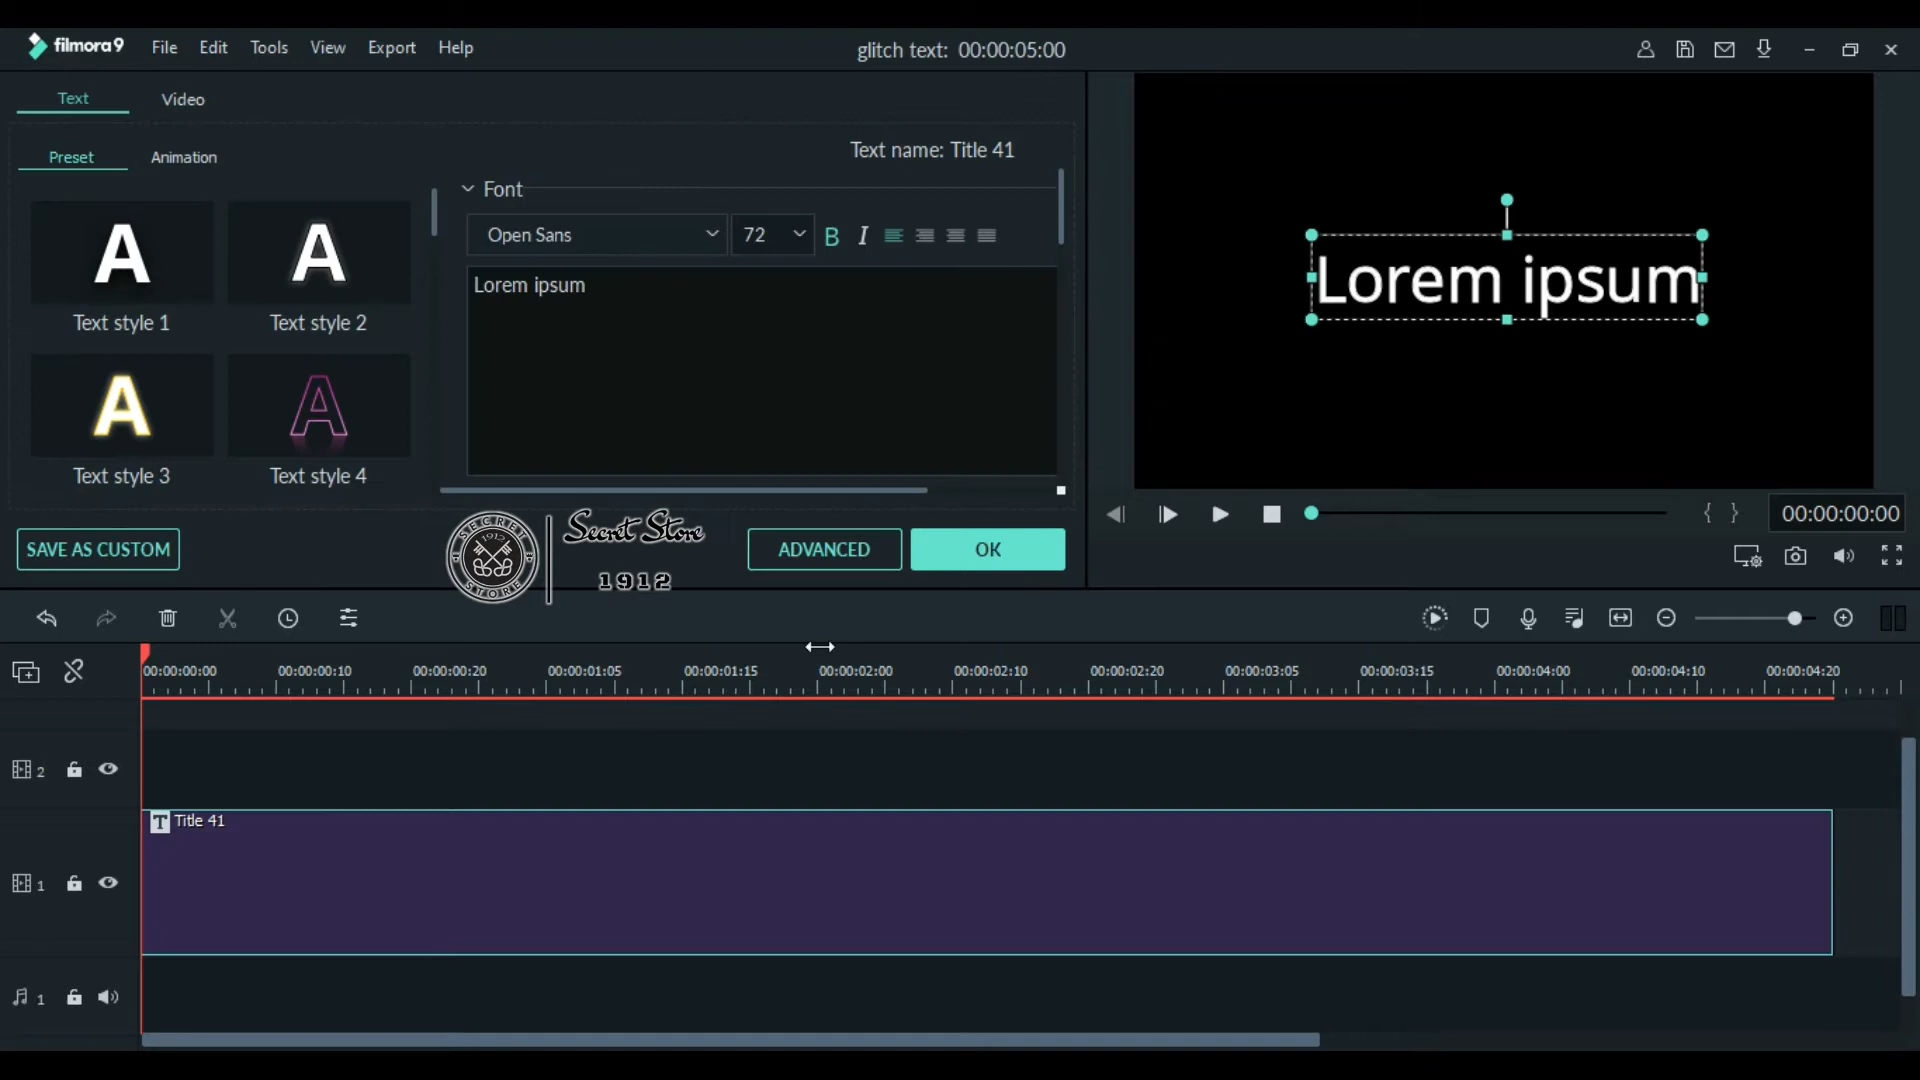 filmora9 File Edit Tools View Export Help glitch text: 00:00:05:00
Text Video
Preset Animation Text name: Title 41
Font
Open Sans 72 B I
Lorem ipsum
A A
Text style 1 Text style 2
A A
Text style 3 Text style 4
Lorem ipsum
{ } 00:00:00:00
SAVE AS CUSTOM
SECRET
1912
STORE
Secret Store
1912
ADVANCED OK
00:00:00:00 00:00:00:10 00:00:00:20 00:00:01:05 00:00:01:15 00:00:02:00 00:00:02:10 00:00:02:20 00:00:03:05 00:00:03:15 00:00:04:00 00:00:04:10 00:00:04:20
2
T Title 41
1
1